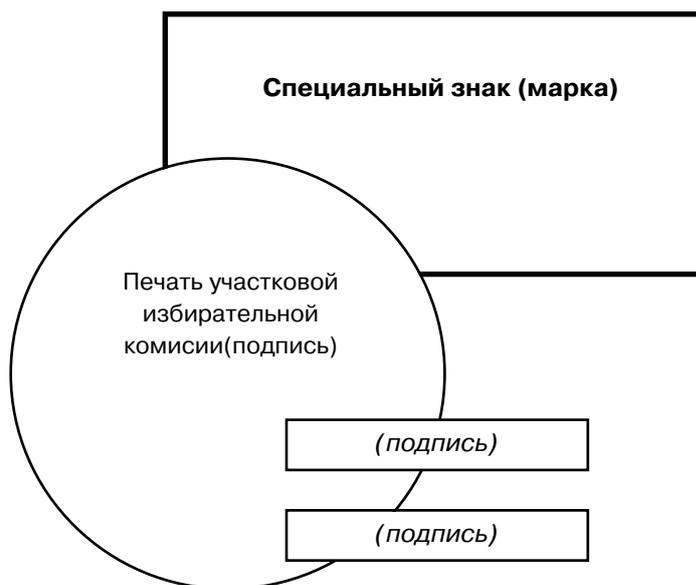 Специальный знак (марка)
Печать участковой
избирательной
комисии(подпись)
(подпись)
(подпись)